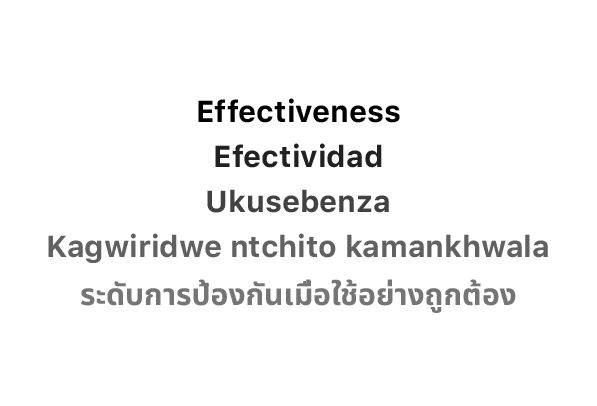 Effectiveness
Efectividad
Ukusebenza
Kagwiridwe ntchito kamankhwala
ระดับการป้องกันเมื่อใช้อย่างถูกต้อง